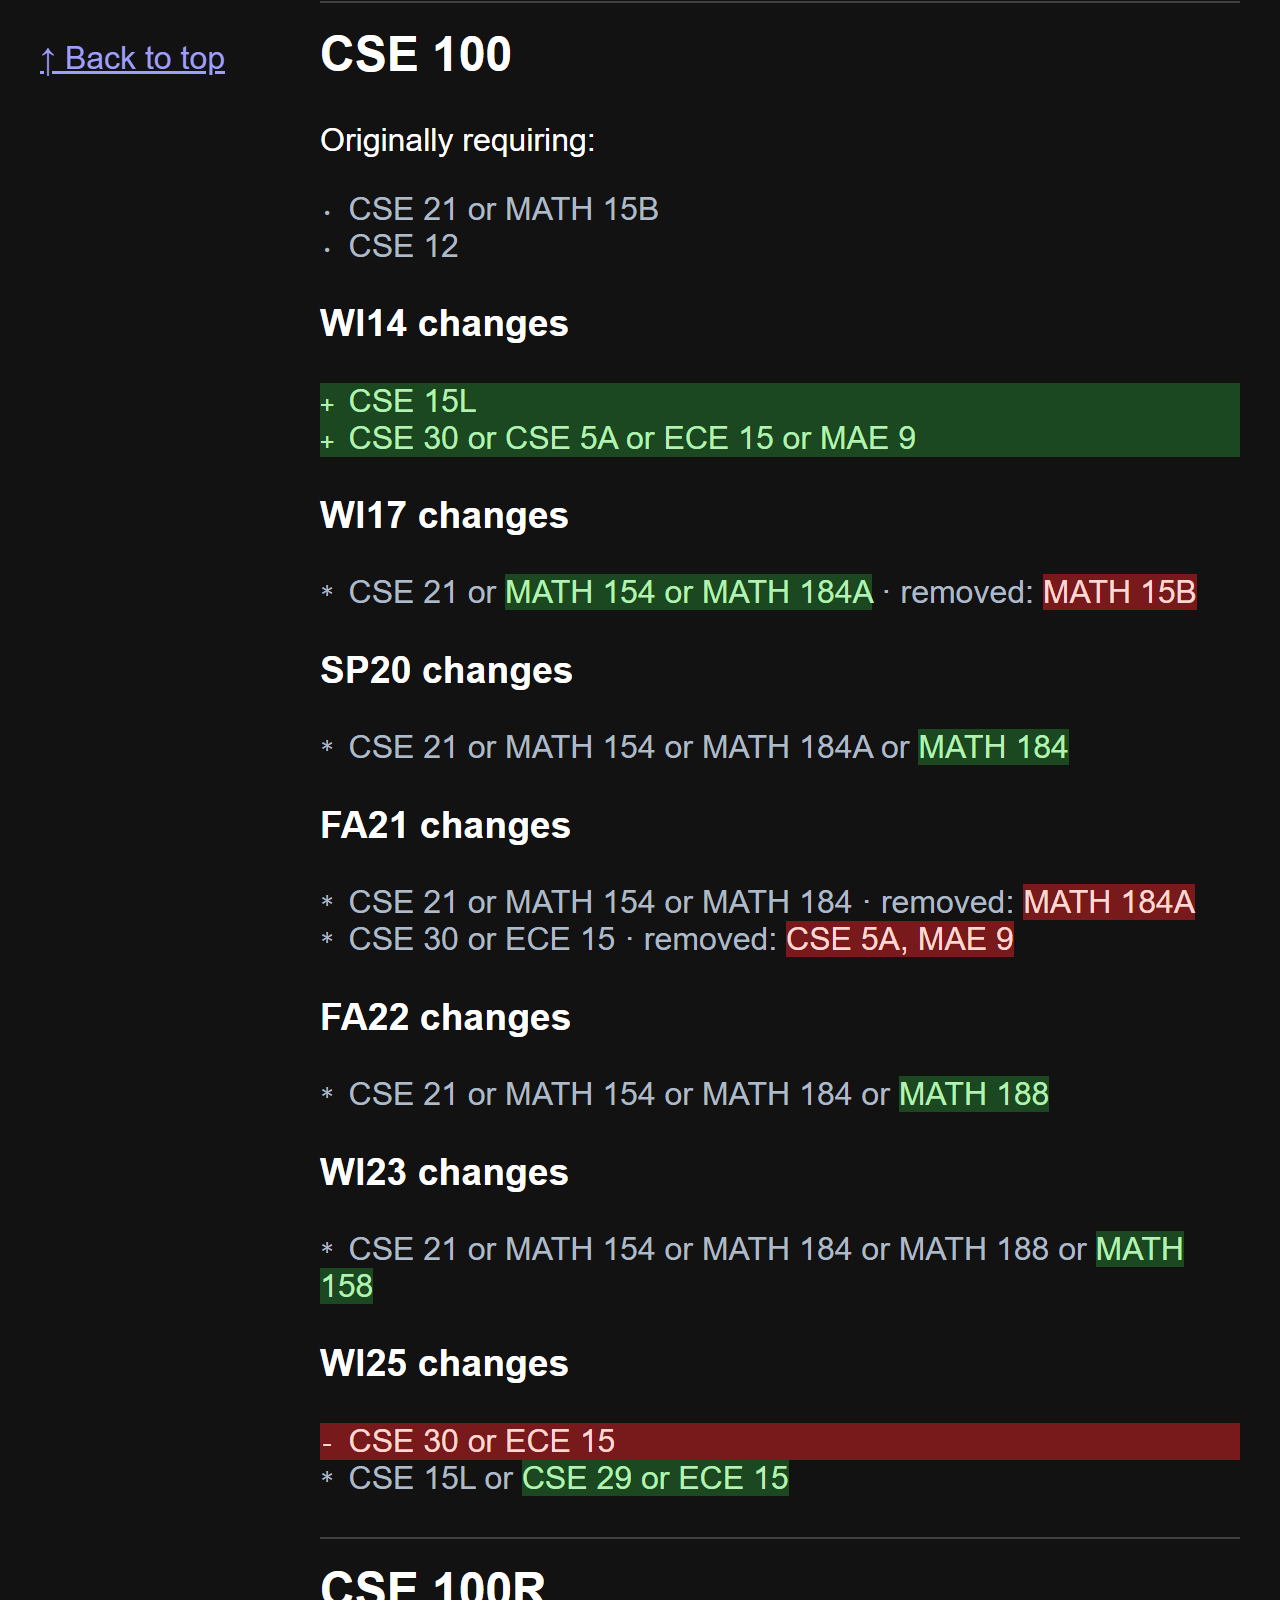 ↑ Back to top
CSE 100
Originally requiring:
· CSE 21 or MATH 15B
· CSE 12
WI14 changes
+ CSE 15L
+ CSE 30 or CSE 5A or ECE 15 or MAE 9
WI17 changes
* CSE 21 or MATH 154 or MATH 184A · removed: MATH 15B
SP20 changes
* CSE 21 or MATH 154 or MATH 184A or MATH 184
FA21 changes
* CSE 21 or MATH 154 or MATH 184 · removed: MATH 184A
* CSE 30 or ECE 15 · removed: CSE 5A, MAE 9
FA22 changes
* CSE 21 or MATH 154 or MATH 184 or MATH 188
WI23 changes
* CSE 21 or MATH 154 or MATH 184 or MATH 188 or MATH
158
WI25 changes
- CSE 30 or ECE 15
* CSE 15L or CSE 29 or ECE 15
CSE 100R